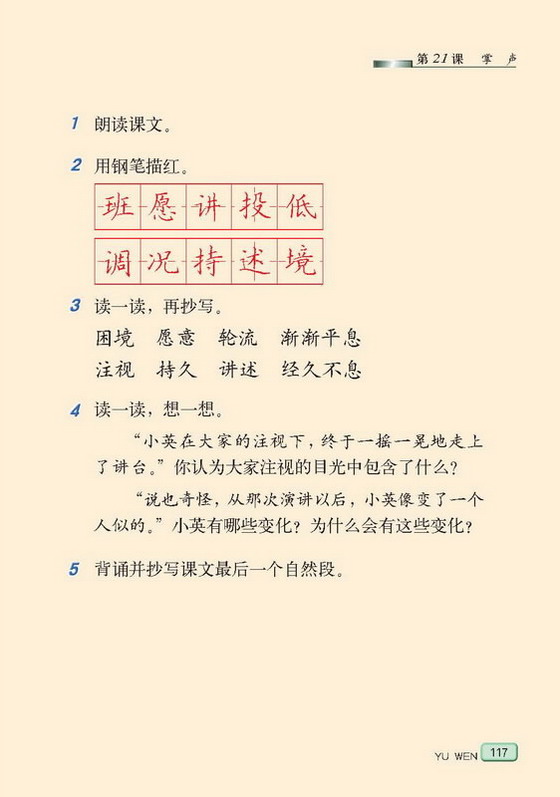 第21课 掌声
1 朗读课文。
2 用钢笔描红。
班愿讲投低
调况持述境
3 读一读，再抄写。
困境 愿意 轮流 渐渐平息
注视 持久 讲述 经久不息
4 读一读，想一想。
“小英在大家的注视下，终于一摇一晃地走上
了讲台。”你认为大家注视的目光中包含了什么？
“说也奇怪，从那次演讲以后，小英像变了一个
人似的。”小英有哪些变化？为什么会有这些变化？
5 背诵并抄写课文最后一个自然段。
YU WEN 117